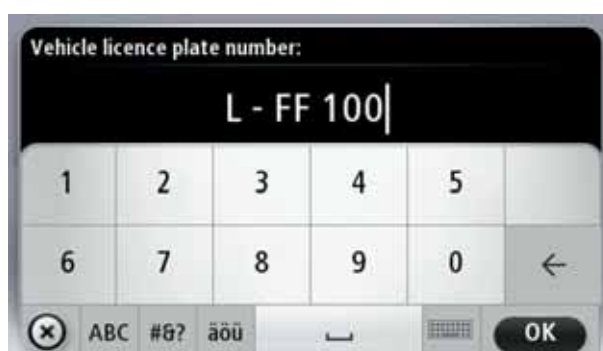 Vehicle licence plate number:
L - FF 100
1 2 3 4 5
6 7 8 9 0 ←
ABC #&? äöü OK